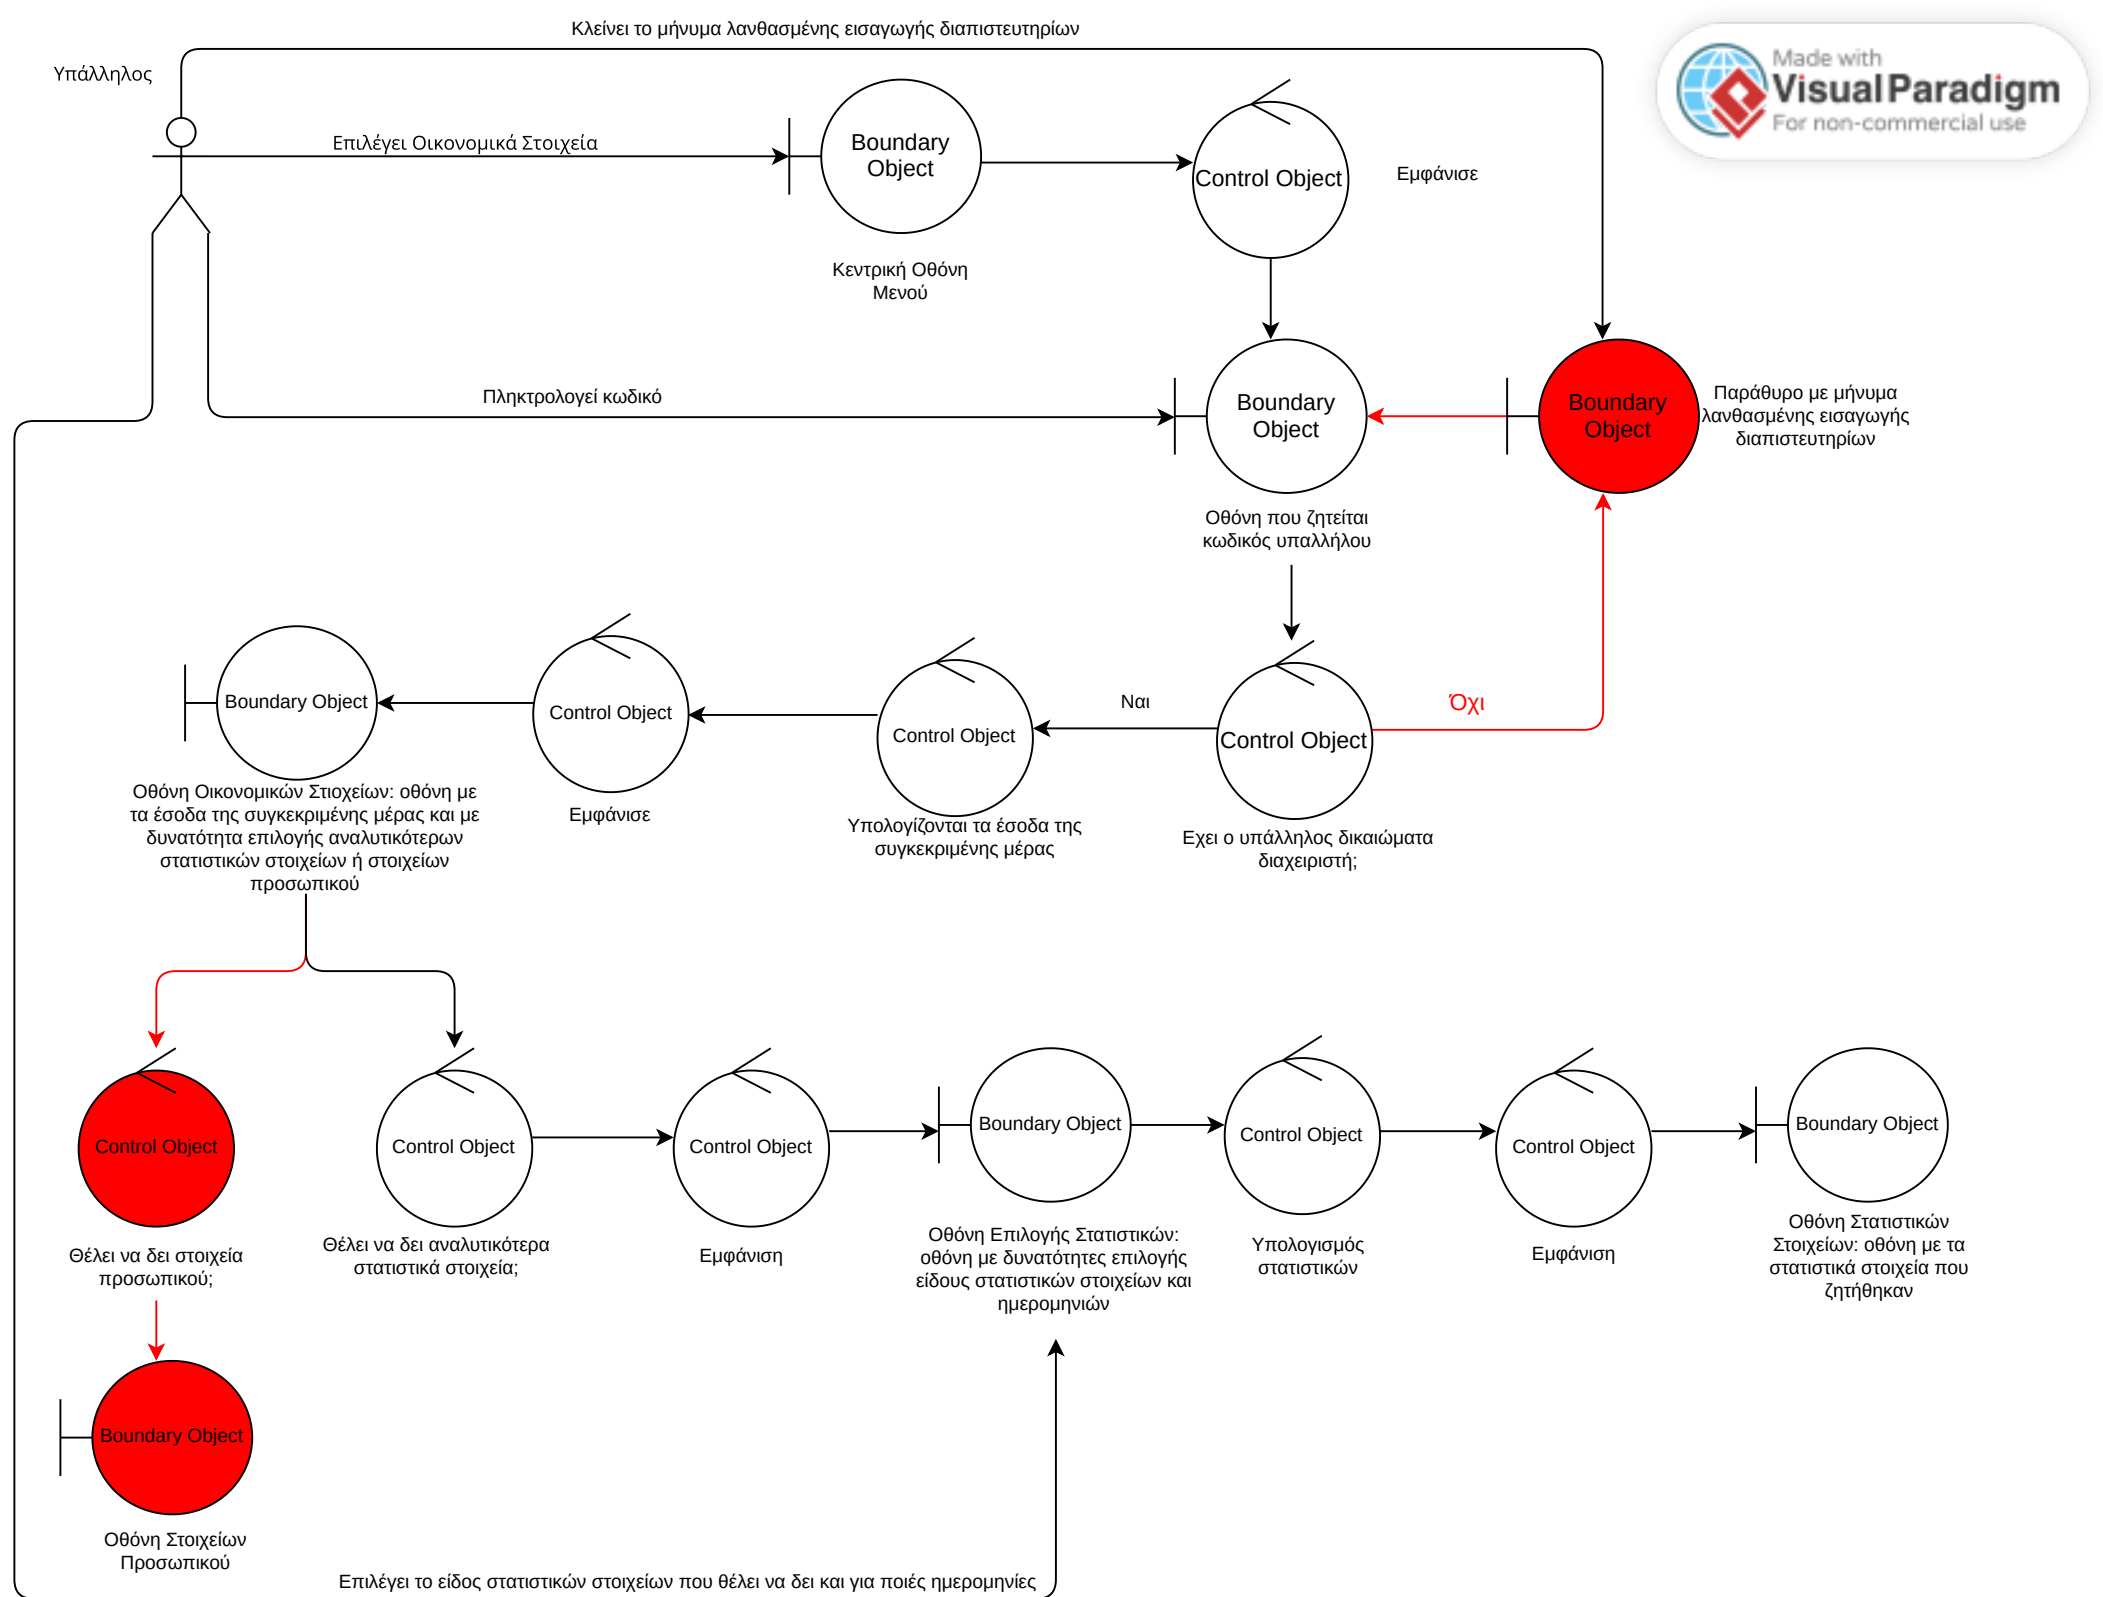 Κλείνει το μήνυμα λανθασμένης εισαγωγής διαπιστευτηρίων
Made with
Visual Paradigm
For non-commercial use
Υπάλληλος
Επιλέγει Οικονομικά Στοιχεία
Boundary
Object
Control Object
Εμφάνισε
Κεντρική Οθόνη
Μενού
Πληκτρολογεί κωδικό
Boundary
Object
Boundary
Object
Παράθυρο με μήνυμα
λανθασμένης εισαγωγής
διαπιστευτηρίων
Οθόνη που ζητείται
κωδικός υπαλλήλου
Boundary Object
Control Object
Control Object
Ναι
Control Object
Όχι
Οθόνη Οικονομικών Στιοχείων: οθόνη με
τα έσοδα της συγκεκριμένης μέρας και με
δυνατότητα επιλογής αναλυτικότερων
στατιστικών στοιχείων ή στοιχείων
προσωπικού
Εμφάνισε
Υπολογίζονται τα έσοδα της
συγκεκριμένης μέρας
Εχει ο υπάλληλος δικαιώματα
διαχειριστή;
Control Object
Control Object
Control Object
Boundary Object
Control Object
Control Object
Boundary Object
Θέλει να δει στοιχεία
προσωπικού;
Θέλει να δει αναλυτικότερα
στατιστικά στοιχεία;
Εμφάνιση
Οθόνη Επιλογής Στατιστικών:
οθόνη με δυνατότητες επιλογής
είδους στατιστικών στοιχείων και
ημερομηνιών
Υπολογισμός
στατιστικών
Εμφάνιση
Οθόνη Στατιστικών
Στοιχείων: οθόνη με τα
στατιστικά στοιχεία που
ζητήθηκαν
Boundary Object
Οθόνη Στοιχείων
Προσωπικού
Επιλέγει το είδος στατιστικών στοιχείων που θέλει να δει και για ποιές ημερομηνίες